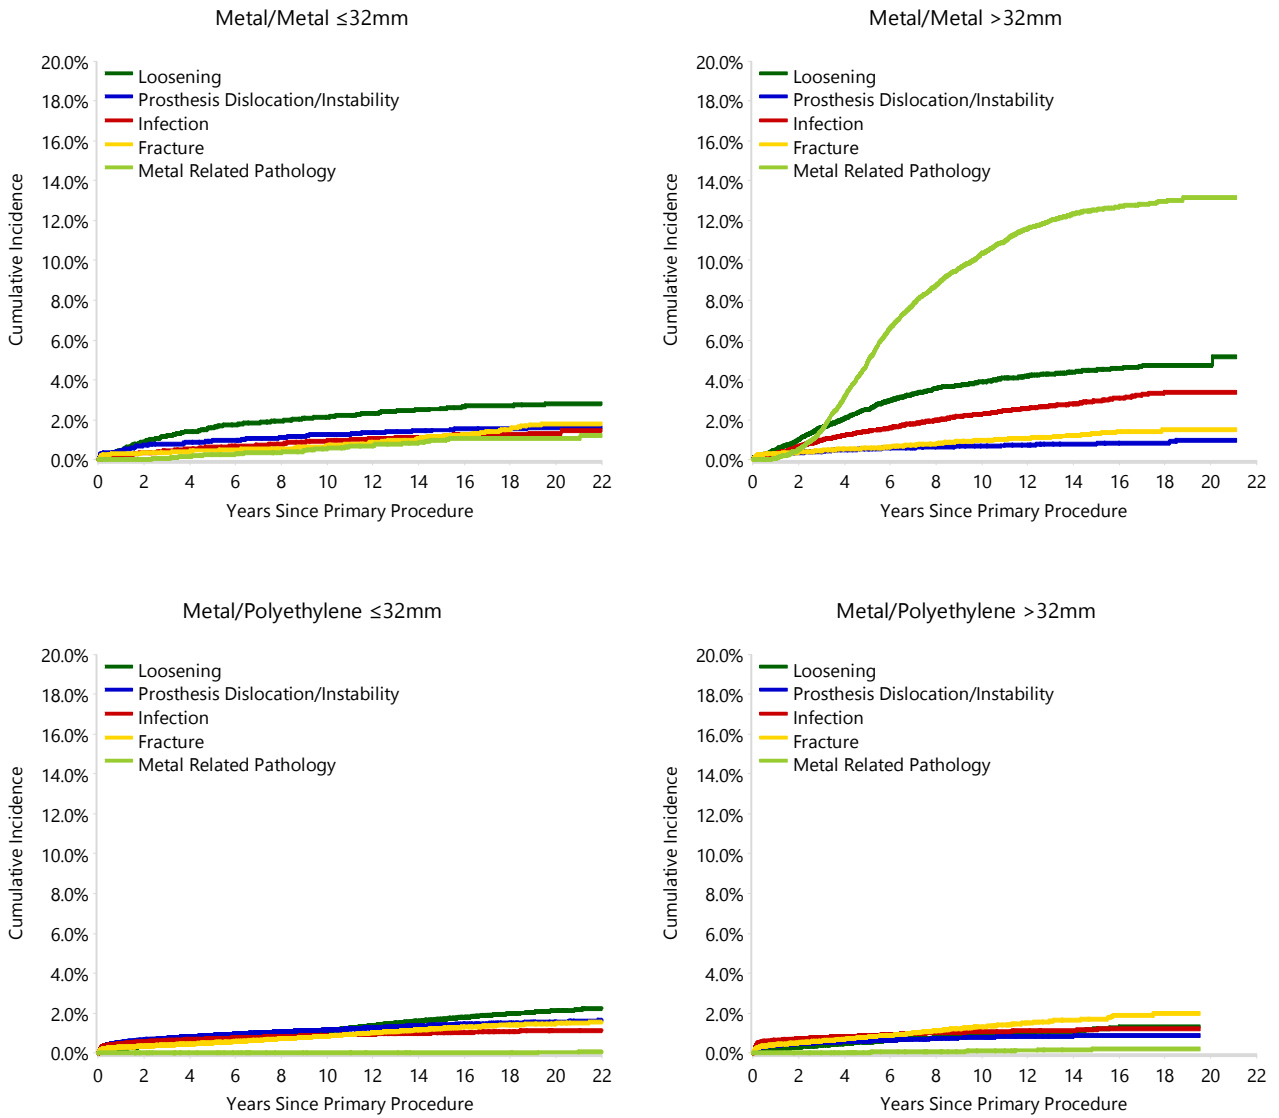 Metal/Metal ≤32mm
20.0%
18.0%
16.0%
14.0%
12.0%
10.0%
8.0%
6.0%
4.0%
2.0%
0.0%
Cumulative Incidence
Loosening
Prosthesis Dislocation/Instability
Infection
Fracture
Metal Related Pathology
0 2 4 6 8 10 12 14 16 18 20 22
Years Since Primary Procedure
Metal/Metal >32mm
20.0%
18.0%
16.0%
14.0%
12.0%
10.0%
8.0%
6.0%
4.0%
2.0%
0.0%
Cumulative Incidence
Loosening
Prosthesis Dislocation/Instability
Infection
Fracture
Metal Related Pathology
0 2 4 6 8 10 12 14 16 18 20 22
Years Since Primary Procedure
Metal/Polyethylene ≤32mm
20.0%
18.0%
16.0%
14.0%
12.0%
10.0%
8.0%
6.0%
4.0%
2.0%
0.0%
Cumulative Incidence
Loosening
Prosthesis Dislocation/Instability
Infection
Fracture
Metal Related Pathology
0 2 4 6 8 10 12 14 16 18 20 22
Years Since Primary Procedure
Metal/Polyethylene >32mm
20.0%
18.0%
16.0%
14.0%
12.0%
10.0%
8.0%
6.0%
4.0%
2.0%
0.0%
Cumulative Incidence
Loosening
Prosthesis Dislocation/Instability
Infection
Fracture
Metal Related Pathology
0 2 4 6 8 10 12 14 16 18 20 22
Years Since Primary Procedure